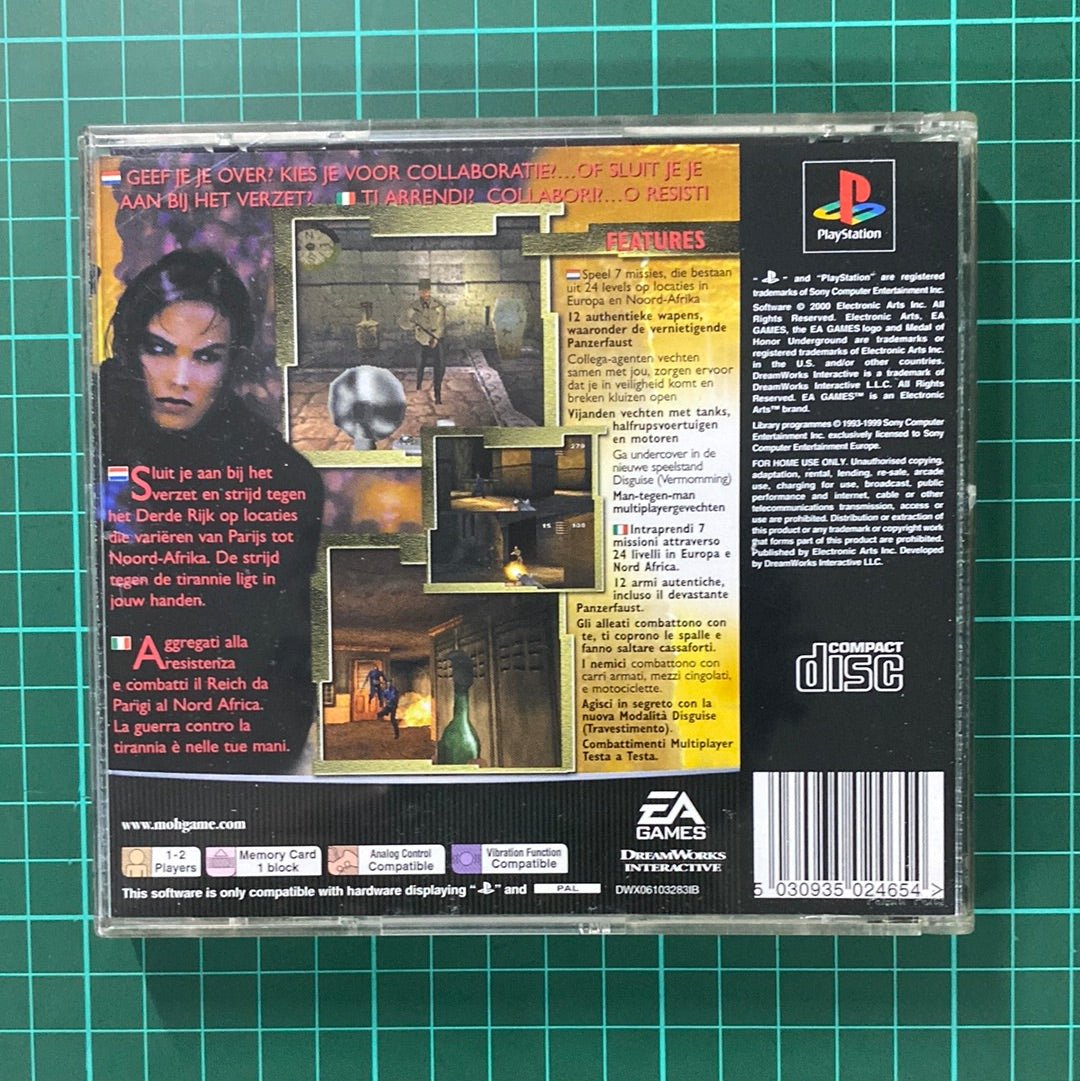 GEEF JE JE OVER? KIES JE VOOR COLLABORATIE?...OF SLUIT JE JE
AAN BIJ HET VERZET? TI ARRENDI? COLLABORI?...O RESISTI
FEATURES
Speel 7 missies, die bestaan
uit 24 levels op locaties in
Europa en Noord-Afrika
12 authentieke wapens,
waaronder de vernietigende
Panzerfaust
Collega-agenten vechten
samen met jou, zorgen ervoor
dat je in veiligheid komt en
breken kluizen open
Vijanden vechten met tanks,
halfrupsvoertuigen
en motoren
Ga undercover in de
nieuwe speelstand
Disguise (Vermomming)
Man-tegen-man
multiplayergevechten
Intraprendi 7
missioni attraverso
24 livelli in Europa e
Nord Africa.
12 armi autentiche,
incluso il devastante
Panzerfaust.
Gli alleati combattono con
te, ti coprono le spalle e
fanno saltare cassaforti.
I nemici combattono con
carri armati, mezzi cingolati,
e motociclette.
Agisci in segreto con la
nuova Modalità Disguise
(Travestimento).
Combattimenti Multiplayer
Testa a Testa.
Sluit je aan bij het
verzet en strijd tegen
het Derde Rijk op locaties
die variëren van Parijs tot
Noord-Afrika. De strijd
tegen de tirannie ligt in
jouw handen.
Aggregati alla
resistenza
e combatti il Reich da
Parigi al Nord Africa.
La guerra contro la
tirannia è nelle tue mani.
PlayStation
" " and "PlayStation" are registered
trademarks of Sony Computer Entertainment Inc.
Software © 2000 Electronic Arts Inc. All
Rights Reserved. Electronic Arts, EA
GAMES, the EA GAMES logo and Medal of
Honor Underground are trademarks or
registered trademarks of Electronic Arts Inc.
in the U.S. and/or other countries.
DreamWorks Interactive is a trademark of
DreamWorks Interactive L.L.C. All Rights
Reserved. EA GAMES™ is an Electronic
Arts™ brand.
Library programmes © 1993-1999 Sony Computer
Entertainment Inc. exclusively licensed to Sony
Computer Entertainment Europe.
FOR HOME USE ONLY. Unauthorised copying,
adaptation, rental, lending, re-sale, arcade
use, charging for use, broadcast, public
performance and internet, cable or other
telecommunications transmission, access or
use are prohibited. Distribution or extraction of
this product or any trademark or copyright work
that forms part of this product are prohibited.
Published by Electronic Arts Inc. Developed
by DreamWorks Interactive LLC.
COMPACT
disc
www.mohgame.com
1-2
Players
Memory Card
1 block
Analog Control
Compatible
Vibration Function
Compatible
EA
GAMES
DREAMWORKS
INTERACTIVE
This software is only compatible with hardware displaying " " and PAL
DWX06103283IB
5 030935 024654 >